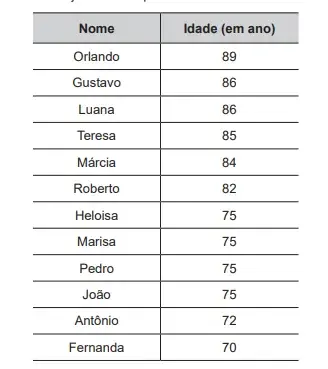 Nome Idade (em ano)
Orlando 89
Gustavo 86
Luana 86
Teresa 85
Márcia 84
Roberto 82
Heloisa 75
Marisa 75
Pedro 75
João 75
Antônio 72
Fernanda 70